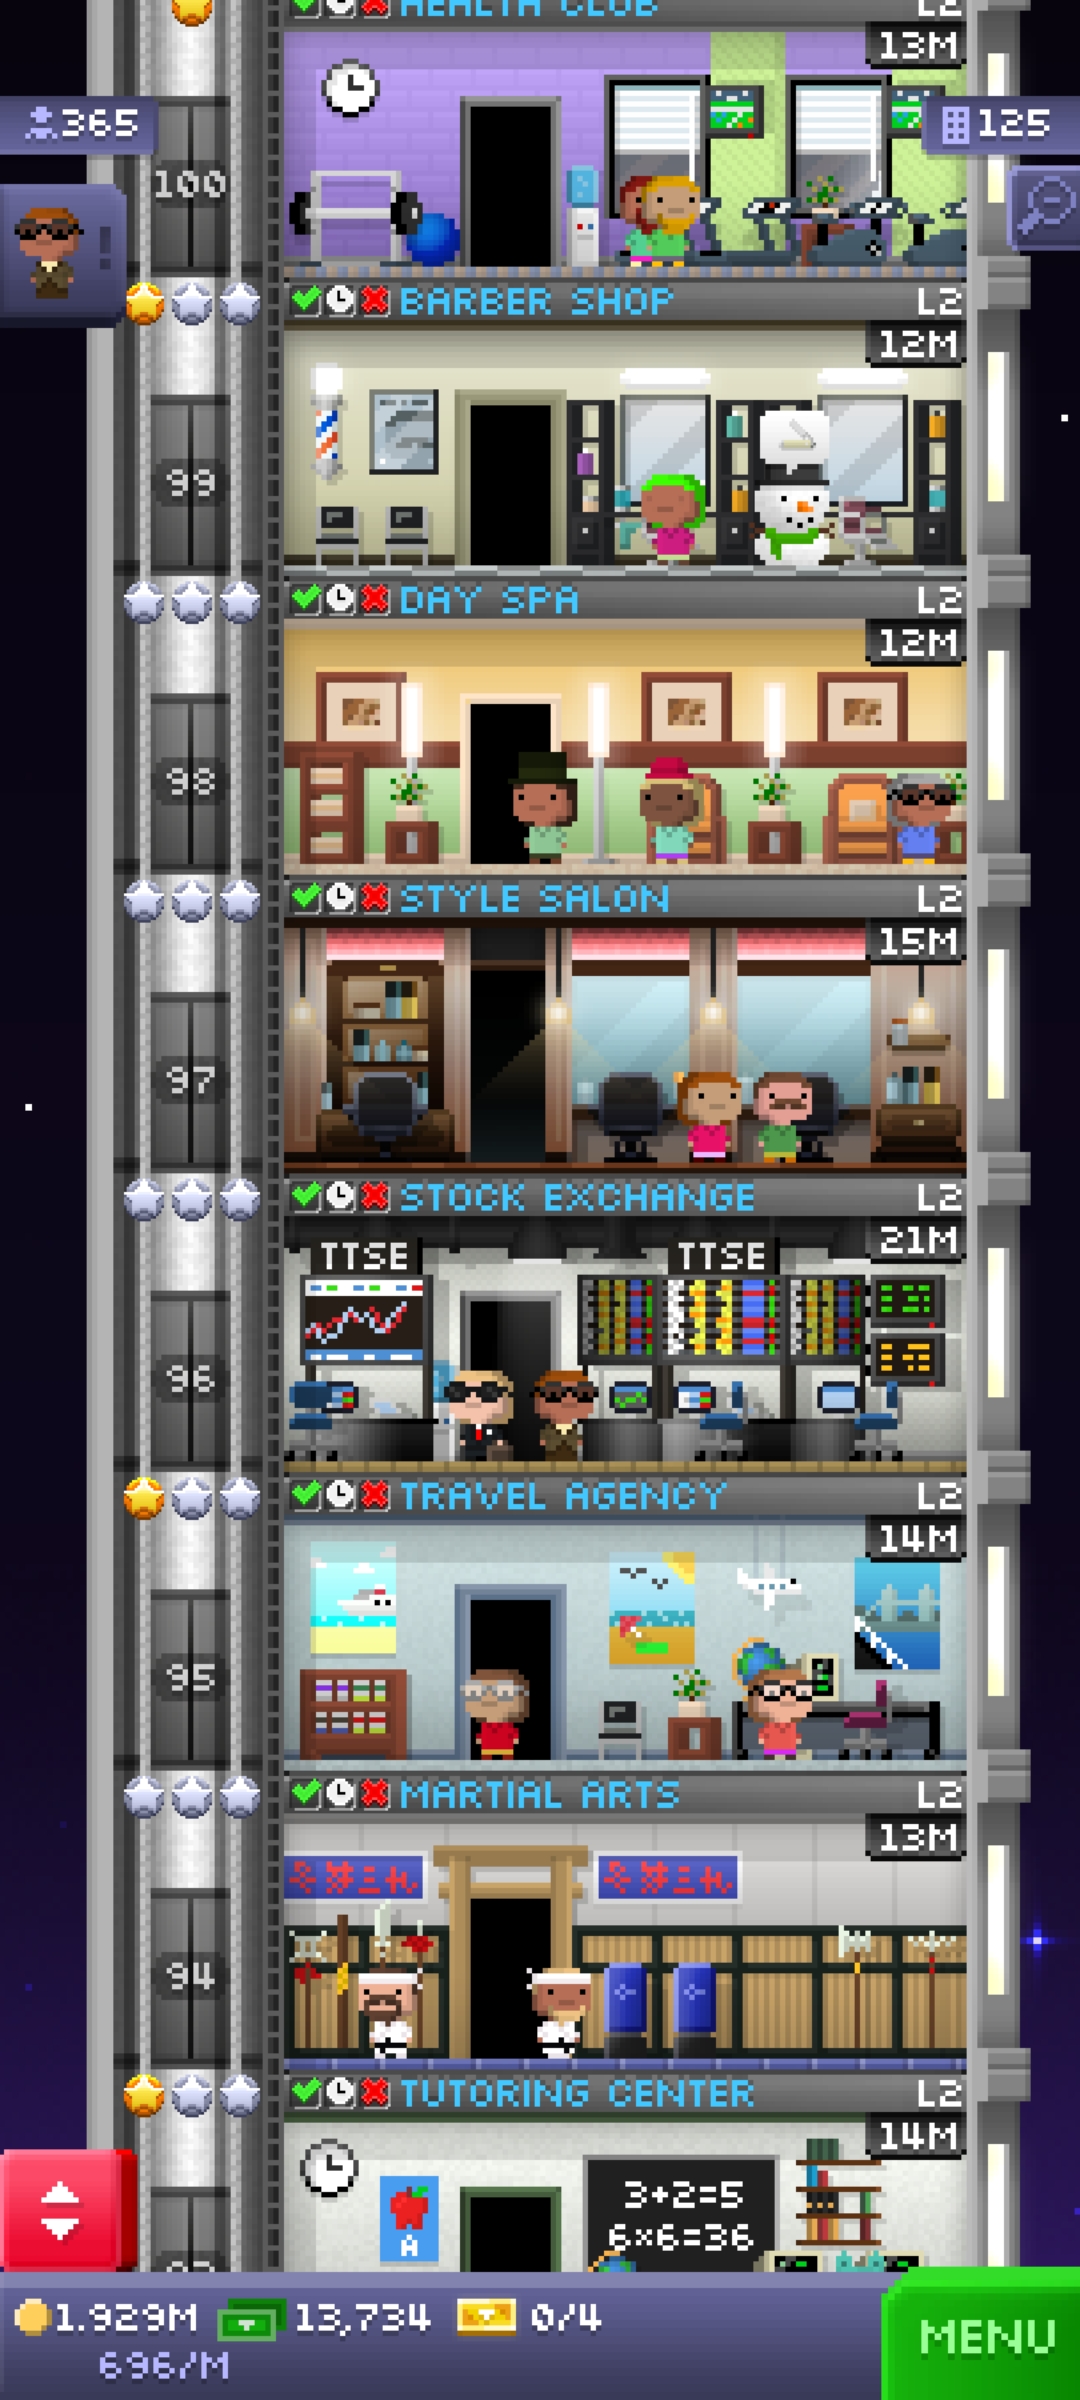 HEALTH CLUB L2
13M
365
125
100
BARBER SHOP L2
12M
99
DAY SPA L2
12M
98
STYLE SALON L2
15M
97
STOCK EXCHANGE L2
21M
TTSE TTSE
96
TRAVEL AGENCY L2
14M
95
MARTIAL ARTS L2
13M
94
TUTORING CENTER L2
14M
3+2=5
6x6=36
A
1.929M 13,734 0/4
696/M
MENU